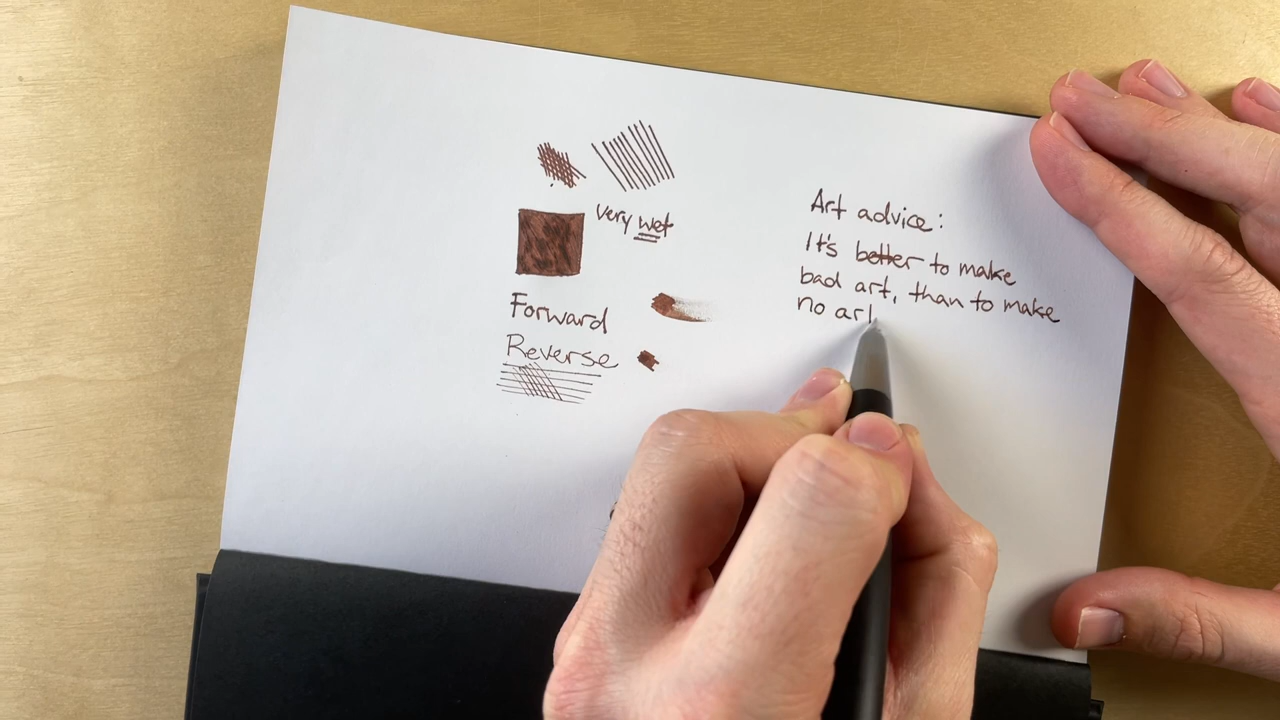 very wet
Forward
Reverse
Art advice:
It's better to make
bad art, than to make
no art